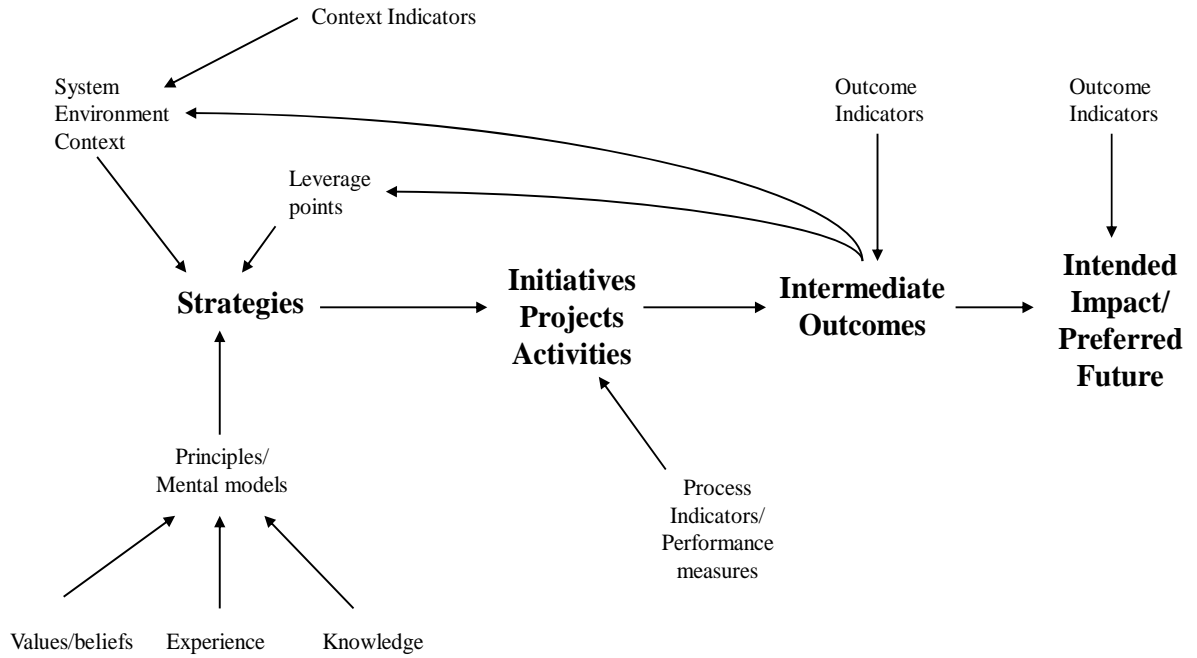 Context Indicators
System
Environment
Context
Outcome
Indicators
Outcome
Indicators
Leverage
points
Strategies
Initiatives
Projects
Activities
Intermediate
Outcomes
Intended
Impact/
Preferred
Future
Principles/
Mental models
Process
Indicators/
Performance
measures
Values/beliefs
Experience
Knowledge